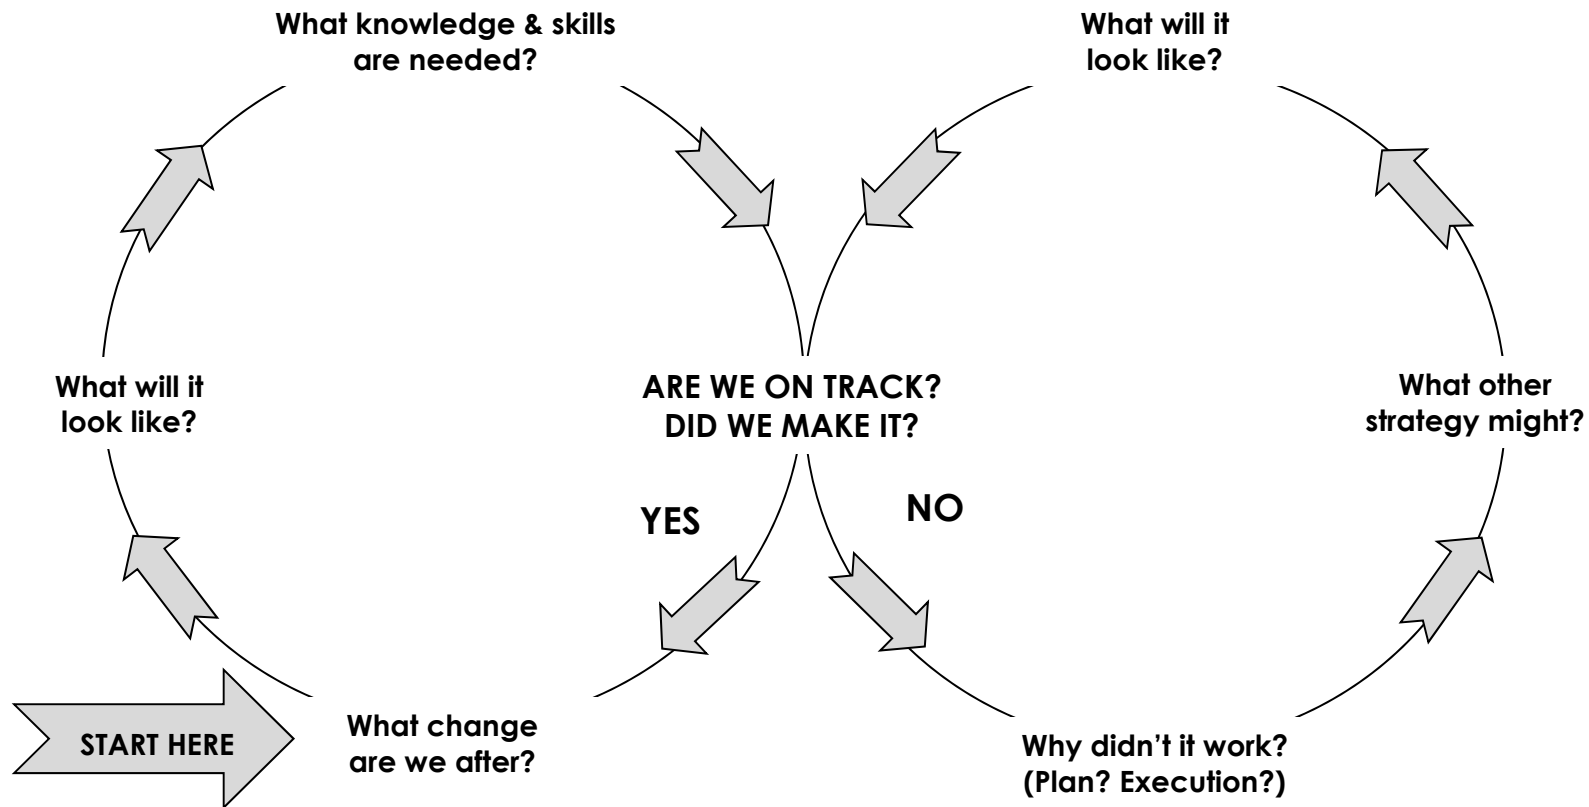 What knowledge & skills
are needed?
What will it
look like?
What will it
look like?
ARE WE ON TRACK?
DID WE MAKE IT?
What other
strategy might?
YES
NO
START HERE
What change
are we after?
Why didn’t it work?
(Plan? Execution?)